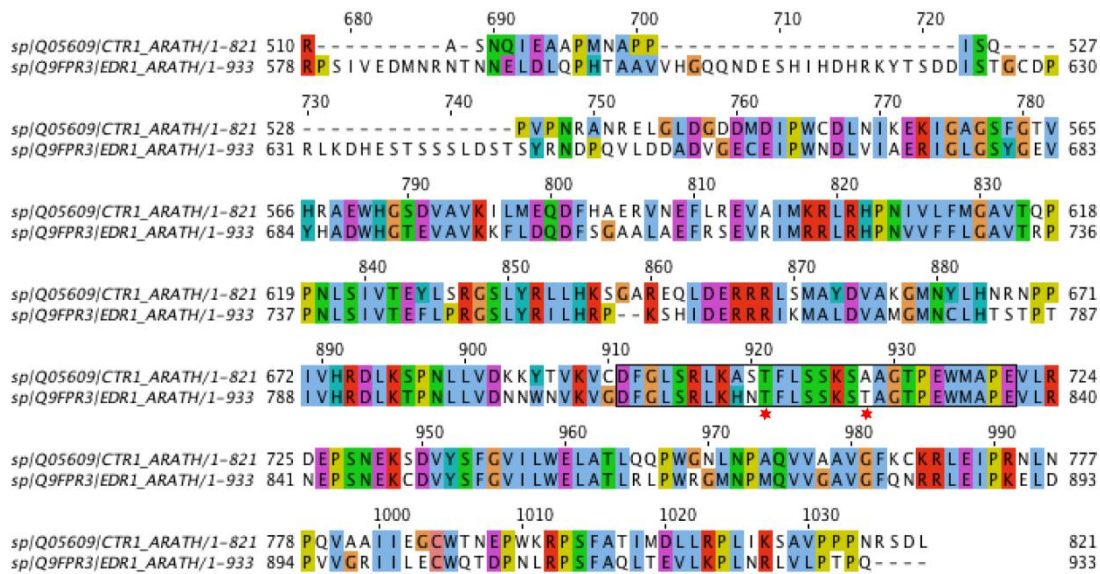 680 690 700 710 720
sp|Q05609|CTR1_ARATH/1-821 510 R---------A-SNQIEAAPMNAPP---------------------ISQ---- 527
sp|Q9FPR3|EDR1_ARATH/1-933 578 RPSIVEDMNRNTNNELDLQPHTAAVVHGQQNDESHIHDHRKYTSDDISTGCDP 630
730 740 750 760 770 780
sp|Q05609|CTR1_ARATH/1-821 528 ---------------PVPNRANRELGLDGDDMDIPWCDLNIKEKIGAGSFGTV 565
sp|Q9FPR3|EDR1_ARATH/1-933 631 RLKDHESTSSSLDSTSYRNDPQVLDDADVGECEIPWNDLVIAERIGLGSYGEV 683
790 800 810 820 830
sp|Q05609|CTR1_ARATH/1-821 566 HRAEWHGSDVAVKILMEQDFHAERVNEFLREVAIMKRLRHPNIVLFMGAVTQP 618
sp|Q9FPR3|EDR1_ARATH/1-933 684 YHADWHGTEVAVKKFLDQDFSGAALAEFRSEVRIMRRLRHPNVVFFLGAVTRP 736
840 850 860 870 880
sp|Q05609|CTR1_ARATH/1-821 619 PNLSIVTEYLSRGSLYRLLHKSGAREQLDERRRLSMAYDVAKGMNYLHNRNPP 671
sp|Q9FPR3|EDR1_ARATH/1-933 737 PNLSIVTEFLPRGSLYRILHRP--KSHIDERRRIKMALDVAMGMNCLHTSTPT 787
890 900 910 920 930
sp|Q05609|CTR1_ARATH/1-821 672 IVHRDLKSPNLLVDKKYTVKVCDFGLSRLKASTFLSSKSAAGTPEWMAPEVLR 724
sp|Q9FPR3|EDR1_ARATH/1-933 788 IVHRDLKTPNLLVDNNWNVKVGDFGLSRLKHNTFLSSKSTAGTPEWMAPEVLR 840
950 960 970 980 990
sp|Q05609|CTR1_ARATH/1-821 725 DEPSNEKSDVYSFGVILWELATLQQPWGNLNPAQVVAAVGFKCKRLEIPRNLN 777
sp|Q9FPR3|EDR1_ARATH/1-933 841 NEPSNEKCDVYSFGVILWELATLRLPWRGMNPMQVVGAVGFQNRRLEIPKELD 893
1000 1010 1020 1030
sp|Q05609|CTR1_ARATH/1-821 778 PQVAAIIEGCWTNEPWKRPSFATIMDLLRPLIKSAVPPPNRSDL 821
sp|Q9FPR3|EDR1_ARATH/1-933 894 PVVGRIILECWQTDPNLRPSFAQLTEVLKPLNRLVLPTPQ---- 933